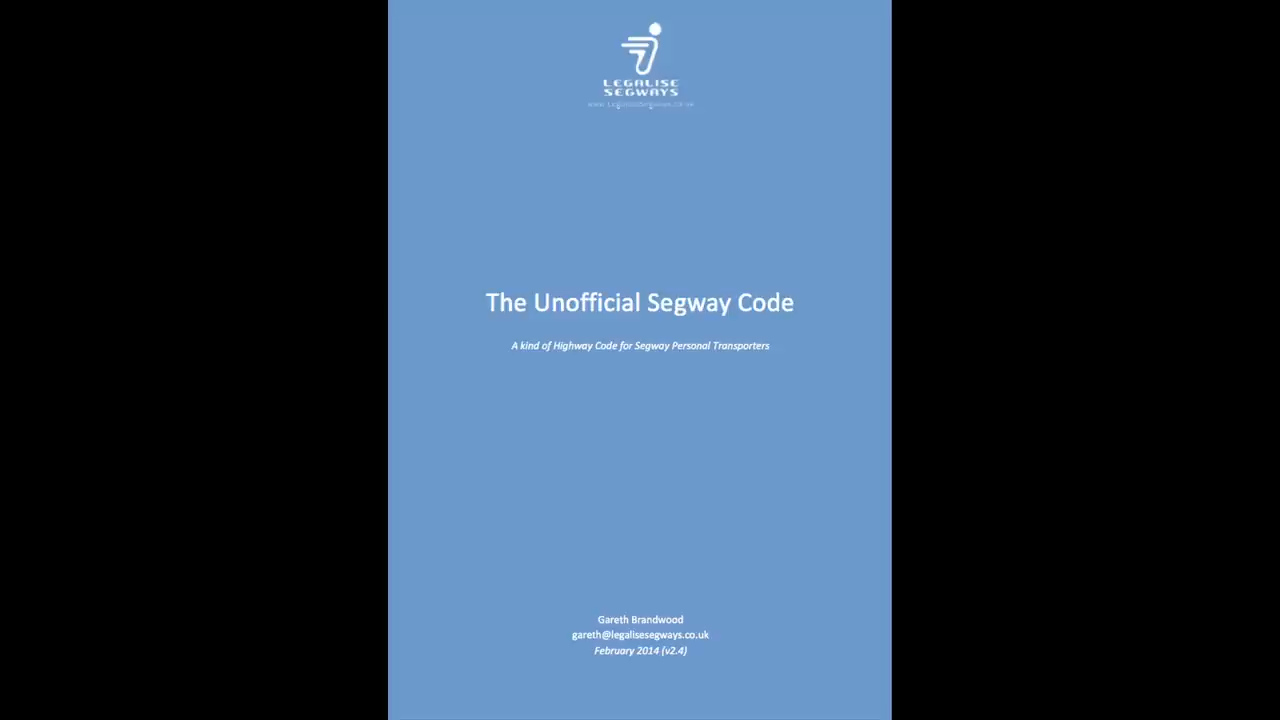 LEGALISE
SEGWAYS
The Unofficial Segway Code
A kind of Highway Code for Segway Personal Transporters
Gareth Brandwood
gareth@legalisesegways.co.uk
February 2014 (v2.4)